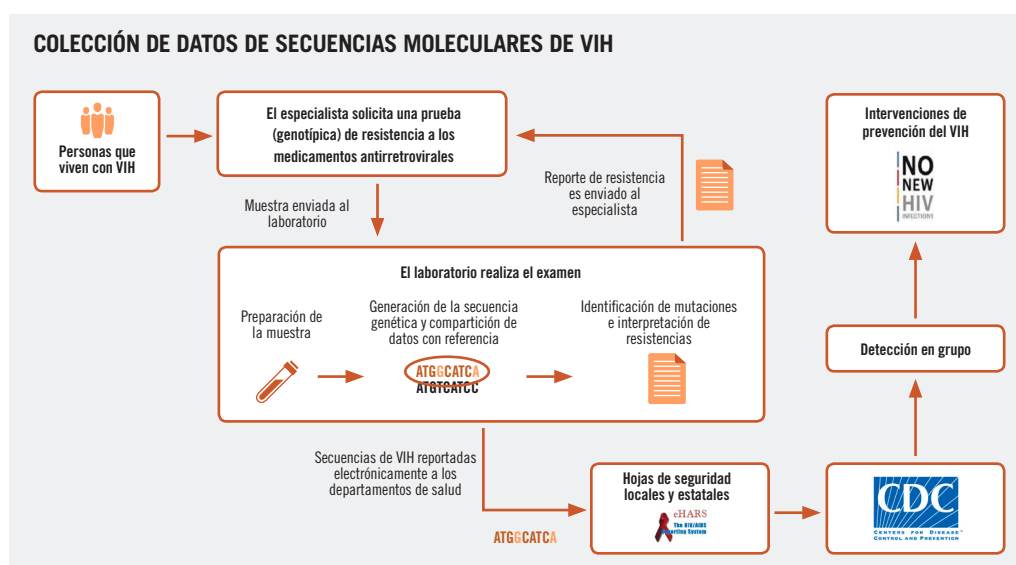 COLECCIÓN DE DATOS DE SECUENCIAS MOLECULARES DE VIH
Personas que
viven con VIH
El especialista solicita una prueba
(genotípica) de resistencia a los
medicamentos antirretrovirales
Muestra enviada al
laboratorio
Reporte de resistencia
es enviado al
especialista
El laboratorio realiza el examen
Preparación de
la muestra
Generación de la secuencia
genética y compartición de
datos con referencia
ATGGCATCA
ATGTCATCC
Identificación de mutaciones
e interpretación de
resistencias
Secuencias de VIH reportadas
electrónicamente a los
departamentos de salud
ATGGCATCA
Hojas de seguridad
locales y estatales
eHARS
The HIV/AIDS
Reporting System
CDC
CENTERS FOR DISEASE
CONTROL AND PREVENTION
Detección en grupo
Intervenciones de
prevención del VIH
NO
NEW
HIV
INFECTIONS